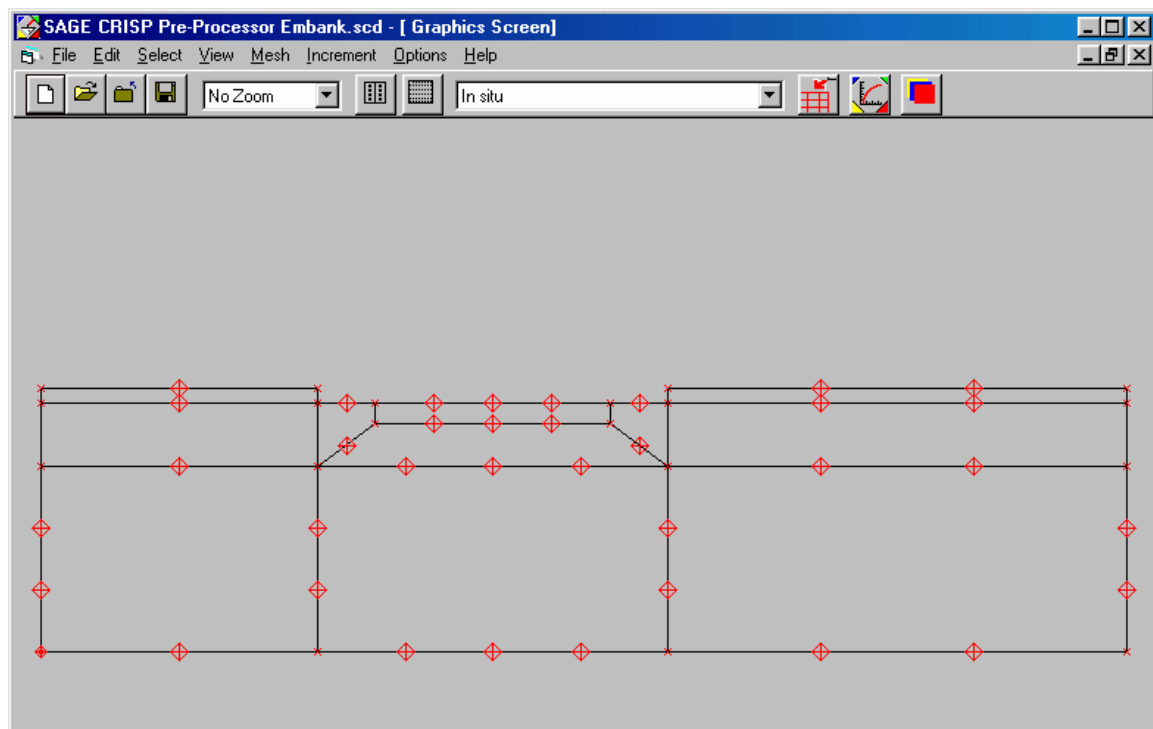 SAGE CRISP Pre-Processor Embank.scd - [ Graphics Screen]
File Edit Select View Mesh Increment Options Help
No Zoom In situ